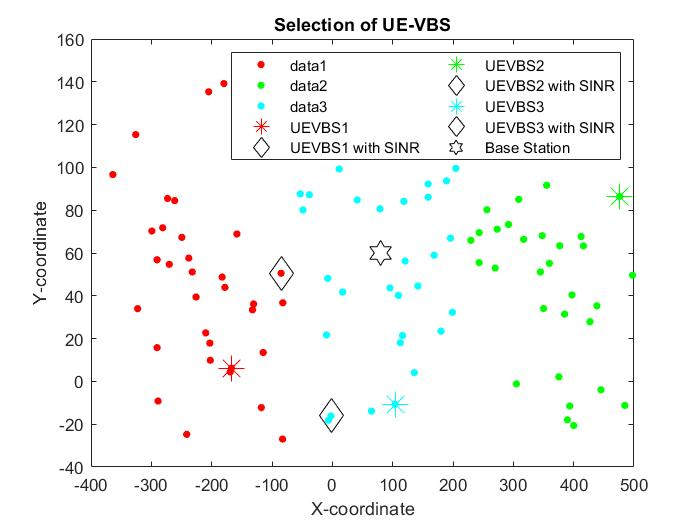 Selection of UE-VBS
160
140
120
100
80
60
40
20
0
-20
-40
Y-coordinate
data1
data2
data3
UEVBS1
UEVBS1 with SINR
UEVBS2
UEVBS2 with SINR
UEVBS3
UEVBS3 with SINR
Base Station
-400 -300 -200 -100 0 100 200 300 400 500
X-coordinate